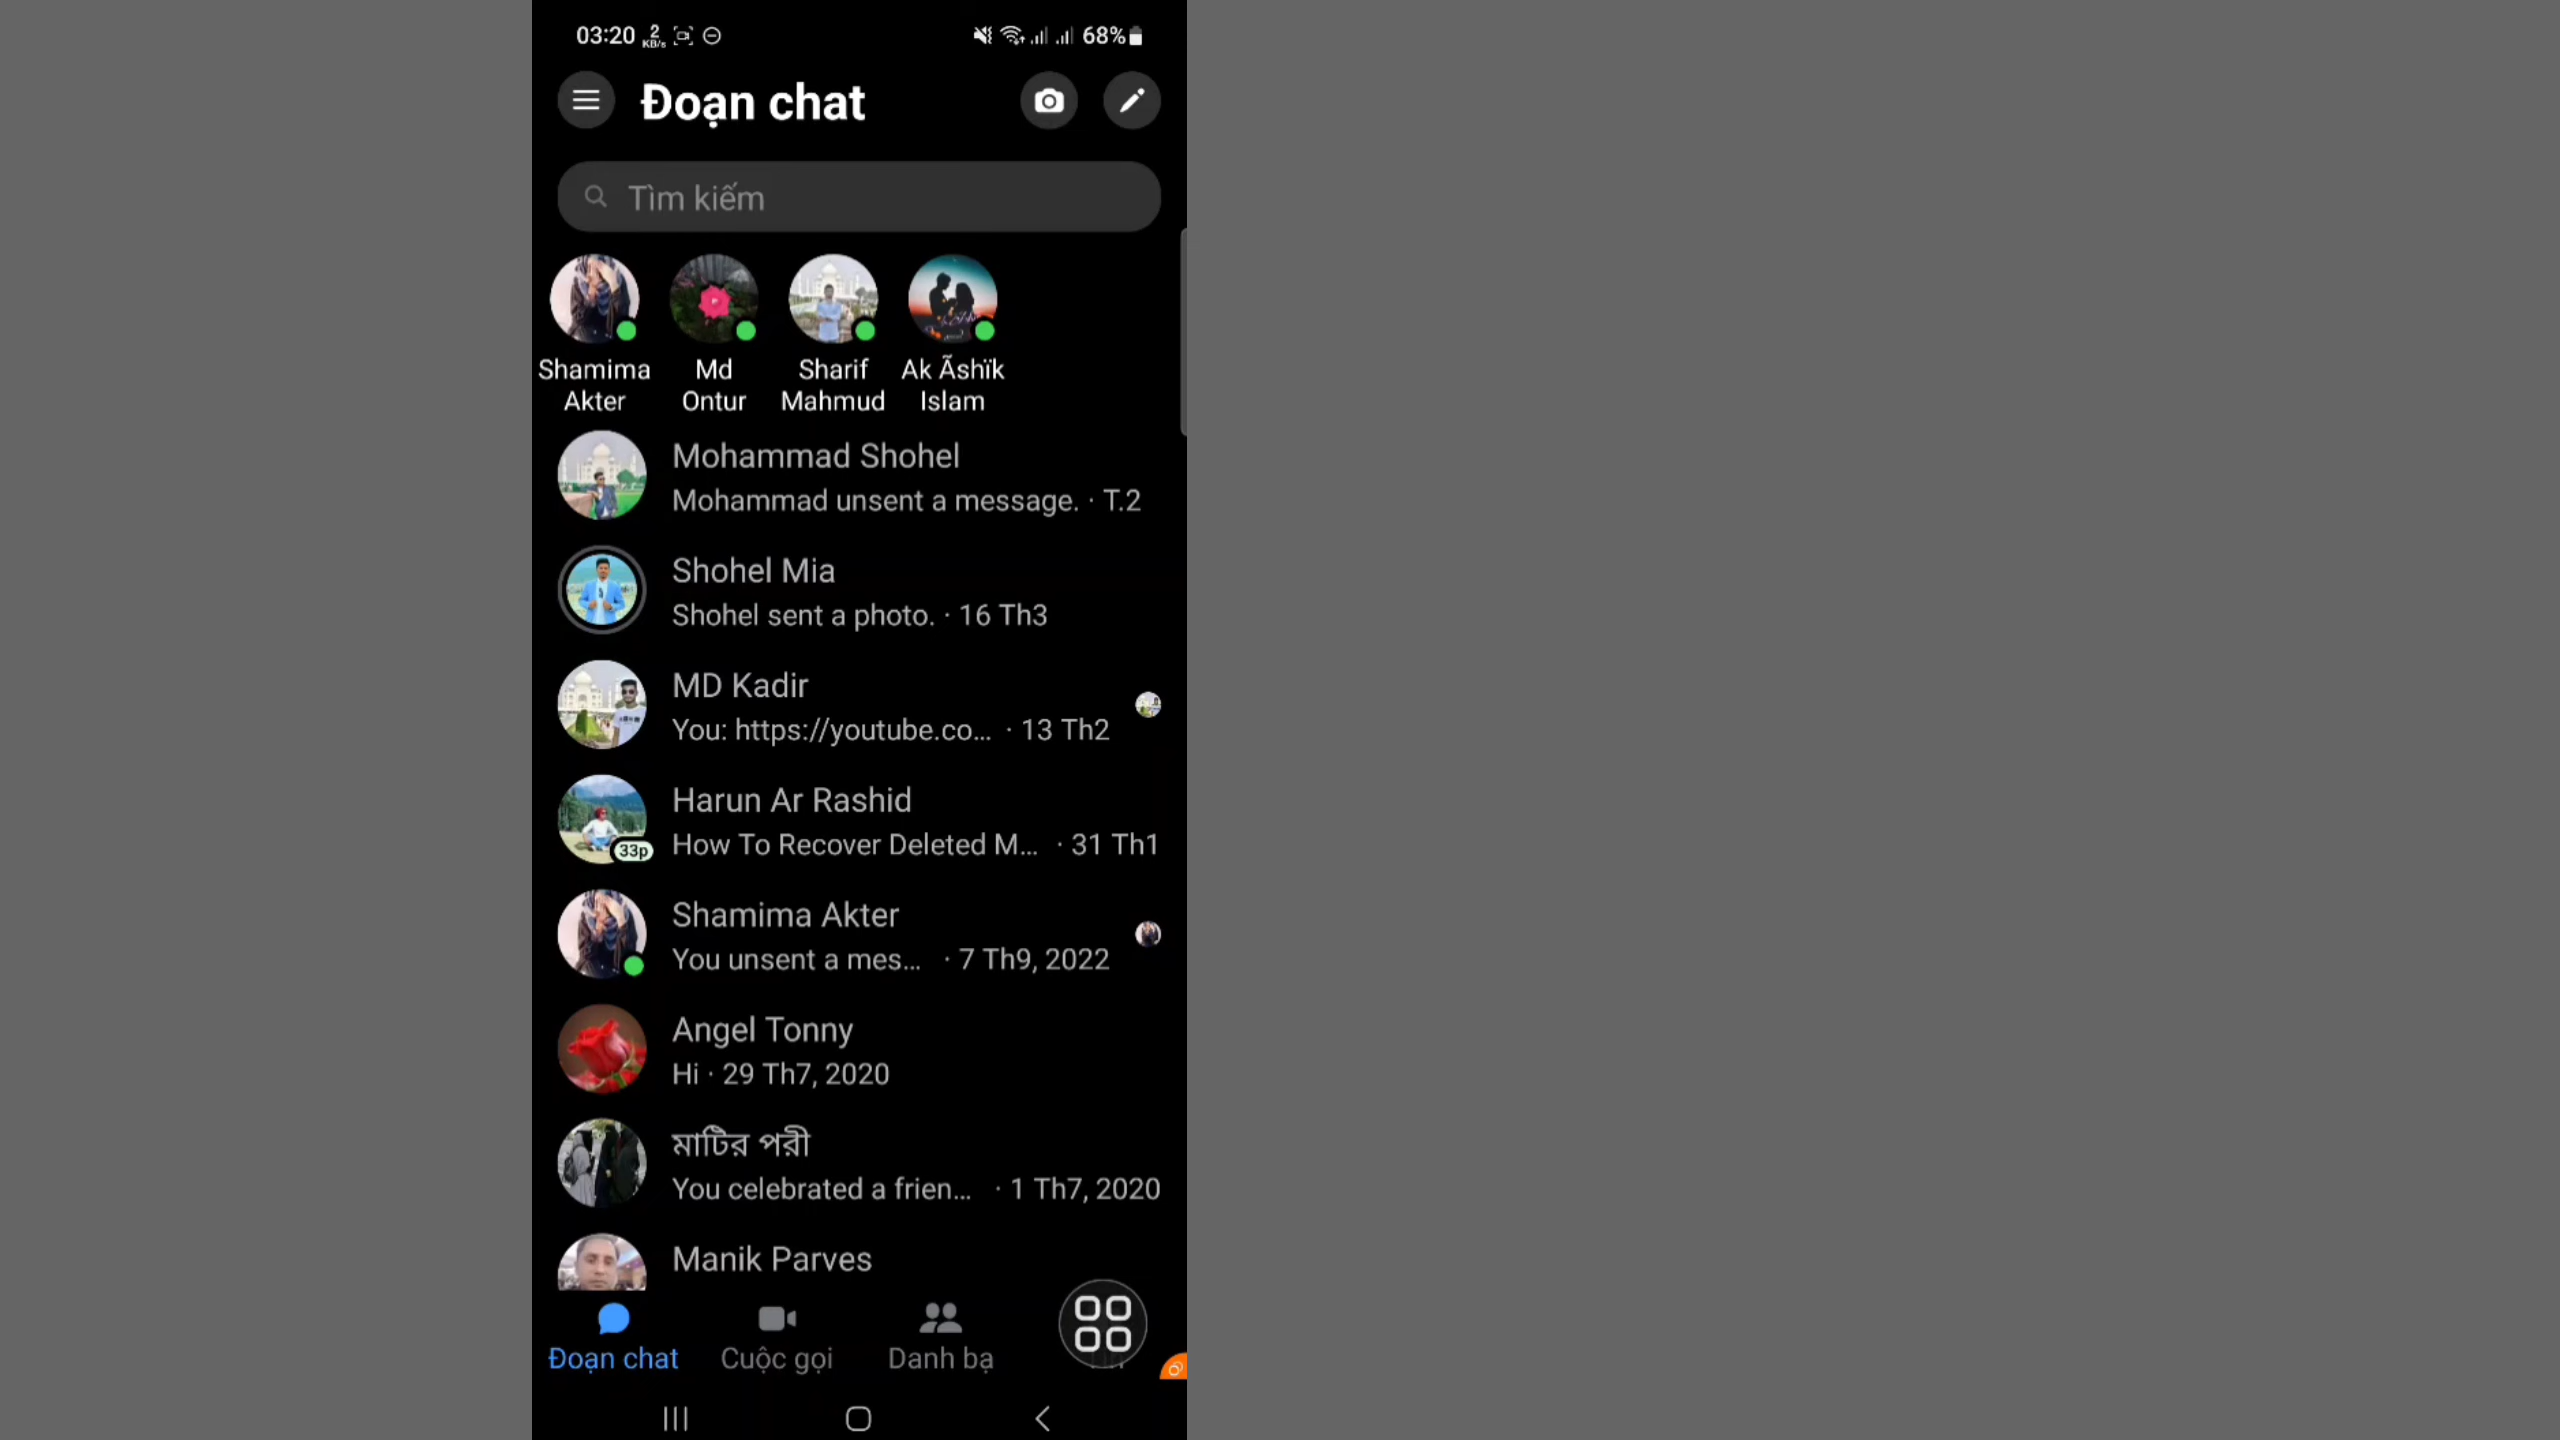 03:20 2 KB/s 68%
Đoạn chat
Tìm kiếm
Shamima Akter
Md Ontur
Sharif Mahmud
Ak Ãshïk Islam
Mohammad Shohel
Mohammad unsent a message. · T.2
Shohel Mia
Shohel sent a photo. · 16 Th3
MD Kadir
You: https://youtube.co... · 13 Th2
Harun Ar Rashid
33p
How To Recover Deleted M... · 31 Th1
Shamima Akter
You unsent a mes... · 7 Th9, 2022
Angel Tonny
Hi · 29 Th7, 2020
মাটির পরী
You celebrated a frien... · 1 Th7, 2020
Manik Parves
Đoạn chat Cuộc gọi Danh bạ